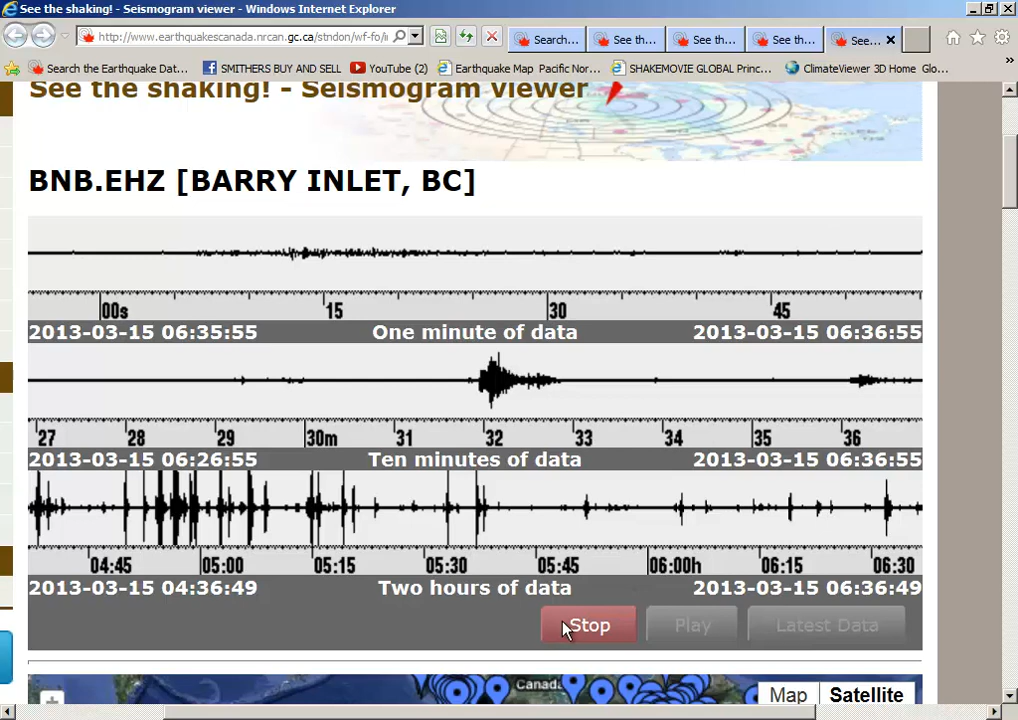 See the shaking! - Seismogram viewer - Windows Internet Explorer
http://www.earthquakescanada.nrcan.gc.ca/stndon/wf-fo/i
Search... See th... See th... See th... See...
Search the Earthquake Dat... SMITHERS BUY AND SELL YouTube (2) Earthquake Map Pacific Nor... SHAKEMOVIE GLOBAL Princ... ClimateViewer 3D Home Glo... »
See the shaking! - Seismogram viewer
BNB.EHZ [BARRY INLET, BC]
00s 15 30 45
2013-03-15 06:35:55 One minute of data 2013-03-15 06:36:55
27 28 29 30m 31 32 33 34 35 36
2013-03-15 06:26:55 Ten minutes of data 2013-03-15 06:36:55
04:45 05:00 05:15 05:30 05:45 06:00h 06:15 06:30
2013-03-15 04:36:49 Two hours of data 2013-03-15 06:36:49
Stop Play Latest Data
Canada
Map Satellite